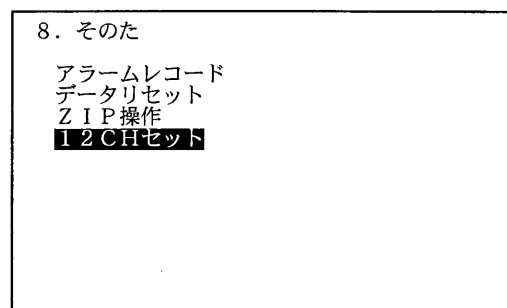 ８．そのた
アラームレコード
データリセット
ＺＩＰ操作
１２ＣＨセット